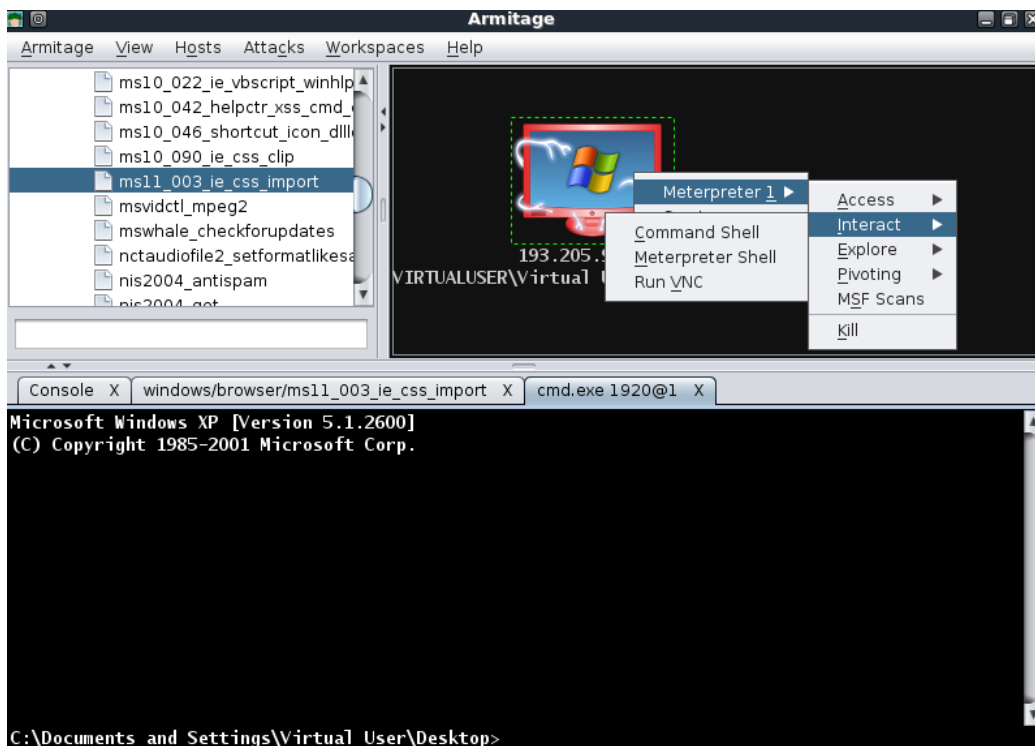 Armitage
Armitage View Hosts Attacks Workspaces Help
ms10_022_ie_vbscript_winhlp
ms10_042_helpctr_xss_cmd_
ms10_046_shortcut_icon_dlll
ms10_090_ie_css_clip
ms11_003_ie_css_import
msvidctl_mpeg2
mswhale_checkforupdates
nctaudiofile2_setformatlikesa
nis2004_antispam
nis2004_get
193.205.9
VIRTUALUSER\Virtual U
Meterpreter 1
Access
Interact
Explore
Pivoting
MSF Scans
Kill
Command Shell
Meterpreter Shell
Run VNC
Console X windows/browser/ms11_003_ie_css_import X cmd.exe 1920@1 X
Microsoft Windows XP [Version 5.1.2600]
(C) Copyright 1985-2001 Microsoft Corp.
C:\Documents and Settings\Virtual User\Desktop>